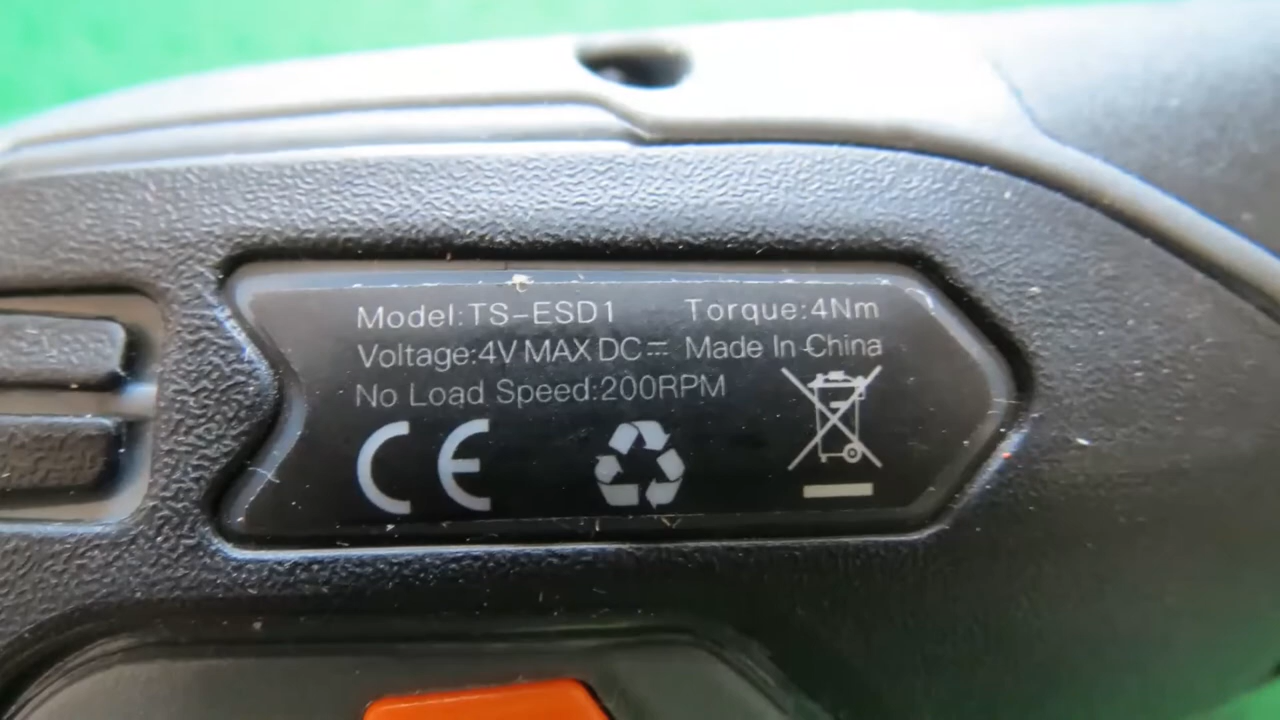 Model:TS-ESD1 Torque:4Nm
Voltage:4V MAX DC⎓ Made In China
No Load Speed:200RPM
CE